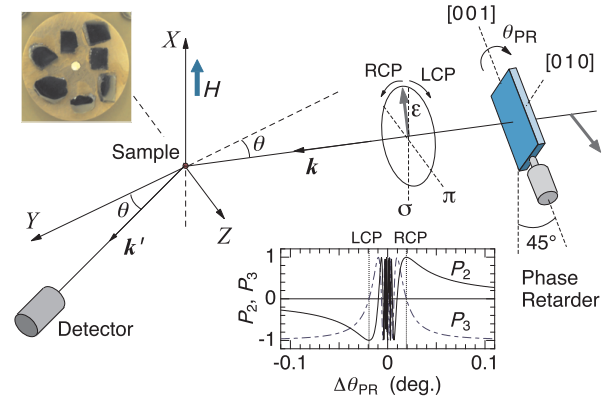 [001]
θPR
[010]
X
H
RCP
LCP
ε
Sample
θ
k
π
σ
Y
θ
k'
Z
45°
Phase
Retarder
Detector
LCP
RCP
P2, P3
1
0
-1
P2
P3
-0.1
0
0.1
ΔθPR (deg.)